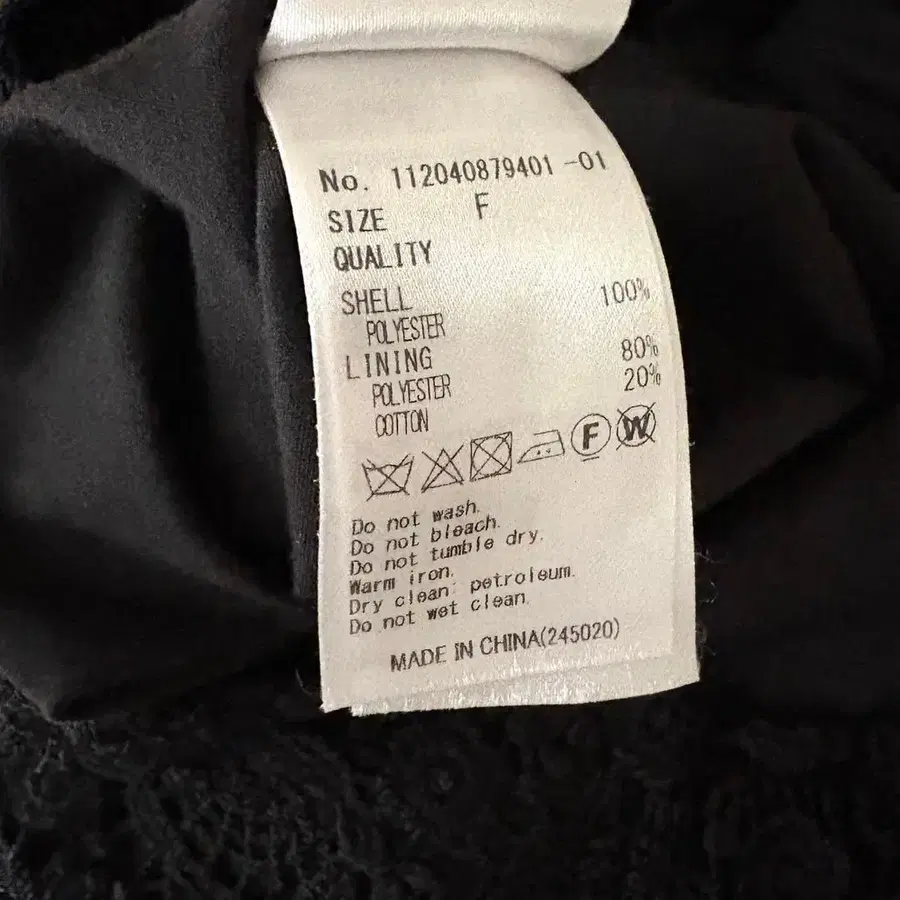 No. 112040879401-01
SIZE F
QUALITY
SHELL 100%
POLYESTER
LINING 80%
POLYESTER 20%
COTTON
F W
Do not wash.
Do not bleach.
Do not tumble dry.
Warm iron.
Dry clean: petroleum.
Do not wet clean.
MADE IN CHINA(245020)